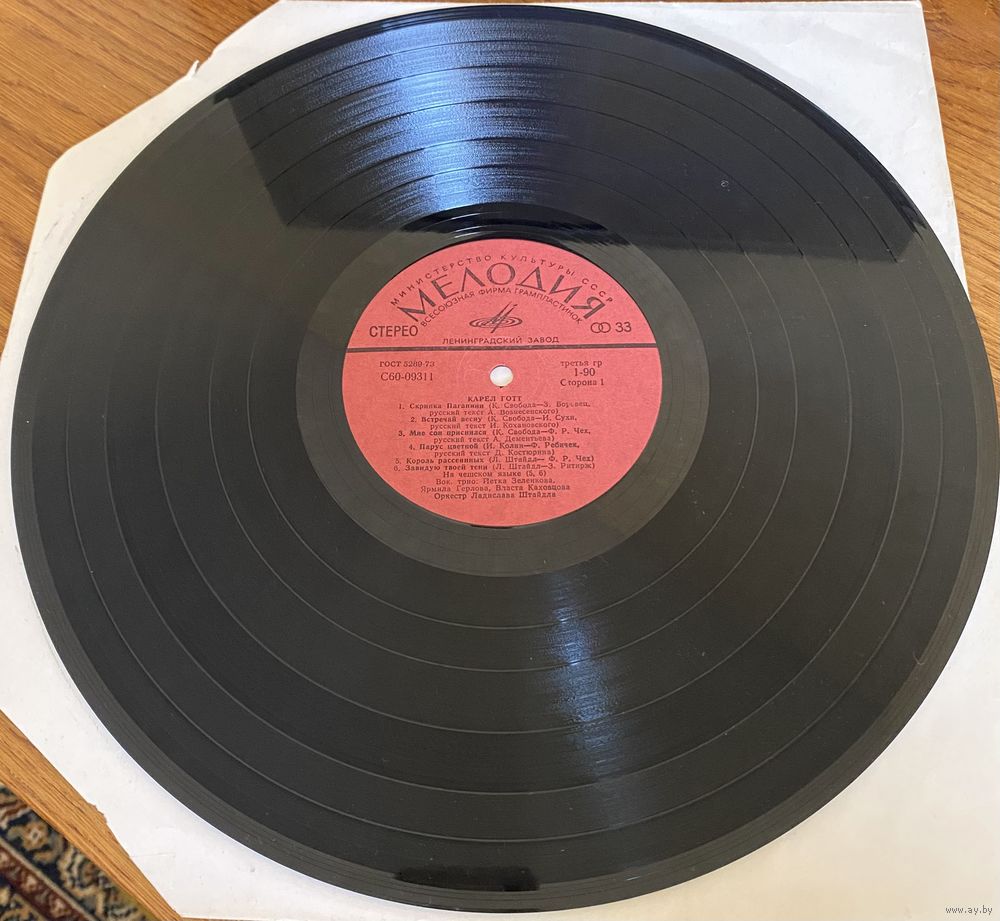 МИНИСТЕРСТВО КУЛЬТУРЫ СССР
МЕЛОДИЯ
ВСЕСОЮЗНАЯ ФИРМА ГРАМПЛАСТИНОК
СТЕРЕО
33
ЛЕНИНГРАДСКИЙ ЗАВОД
ГОСТ 5289-73
третья гр
С60-09311
1-90
Сторона 1
КАРЕЛ ГОТТ
1. Скрипка Паганини (К. Свобода—З. Боровец,
русский текст А. Вознесенского)
2. Встречай весну (К. Свобода—И. Сухи,
русский текст И. Кохановского)
3. Мне сон приснился (К. Свобода—Ф. Р. Чех,
русский текст А. Дементьева)
4. Парус цветной (И. Колин—Ф. Ребичек,
русский текст Д. Костюрина)
5. Король рассеянных (Л. Штайдл—Ф. Р. Чех)
6. Завидую твоей тени (Л. Штайдл—З. Ритирж)
На чешском языке (5, 6)
Вок. трио: Иетка Зеленкова,
Ярмила Герлова, Власта Каховцова
Оркестр Ладислава Штайдла
www.ay.by